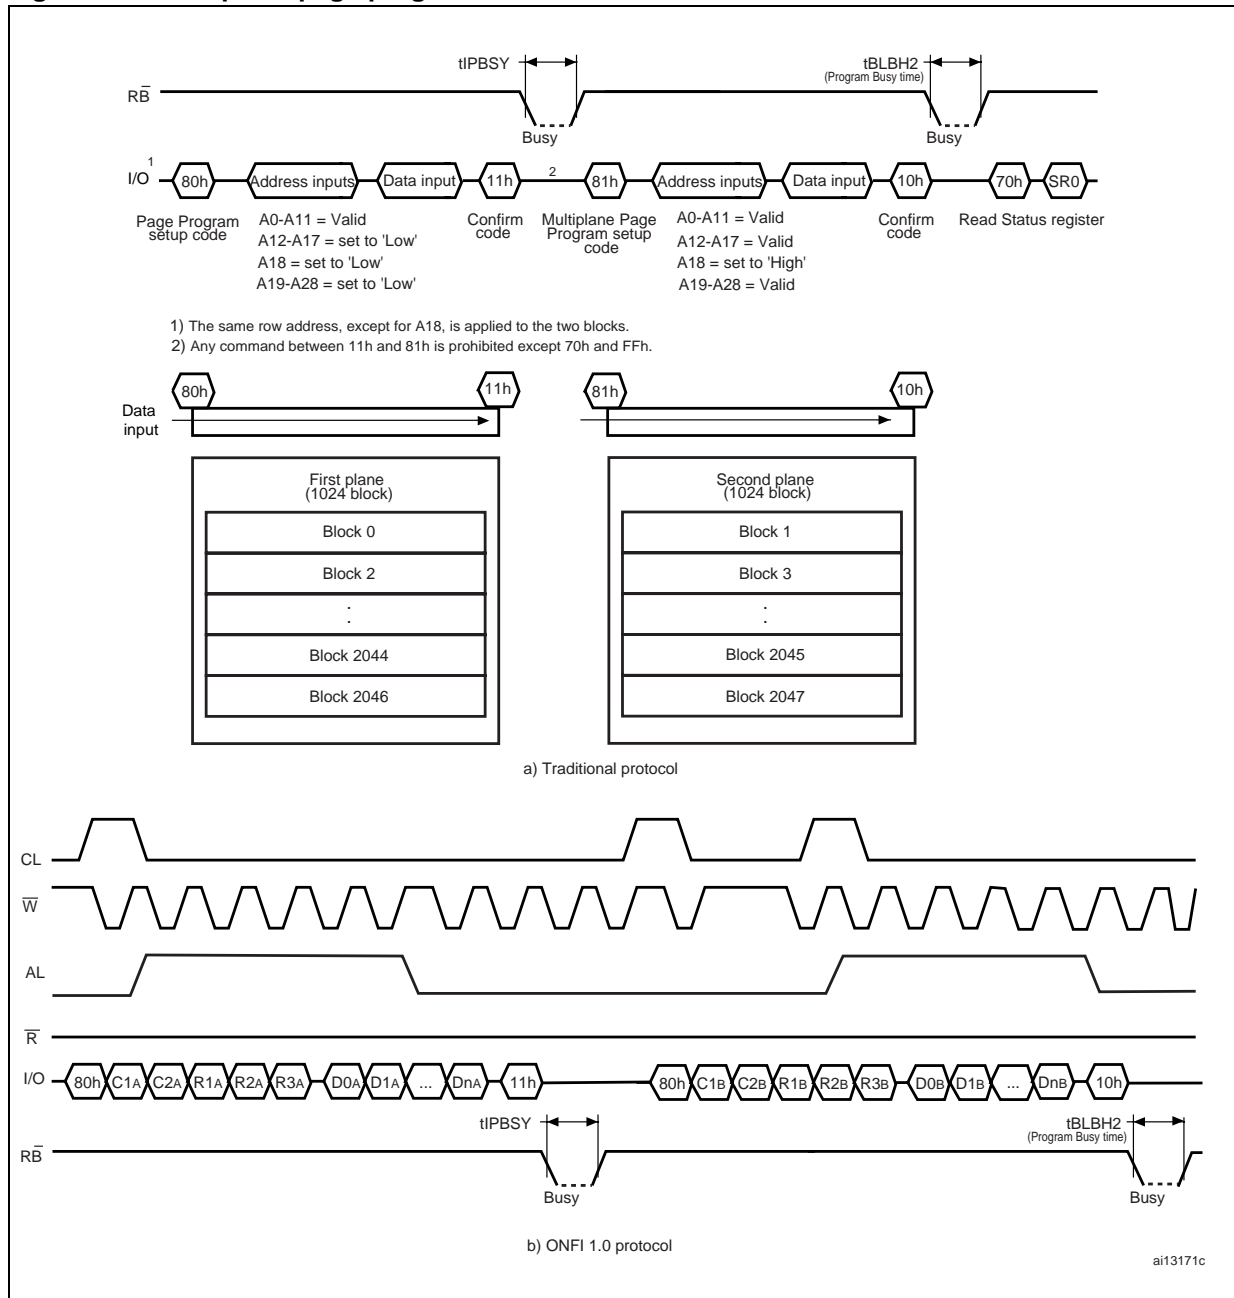 tIPBSY
tBLBH2
(Program Busy time)
RB̅
Busy
Busy
1
2
I/O
80h
Address inputs
Data input
11h
81h
Address inputs
Data input
10h
70h
SR0
Page Program
setup code
A0-A11 = Valid
A12-A17 = set to 'Low'
A18 = set to 'Low'
A19-A28 = set to 'Low'
Confirm
code
Multiplane Page
Program setup
code
A0-A11 = Valid
A12-A17 = Valid
A18 = set to 'High'
A19-A28 = Valid
Confirm
code
Read Status register
1) The same row address, except for A18, is applied to the two blocks.
2) Any command between 11h and 81h is prohibited except 70h and FFh.
80h
11h
81h
10h
Data
input
First plane
(1024 block)
Block 0
Block 2
:
Block 2044
Block 2046
Second plane
(1024 block)
Block 1
Block 3
:
Block 2045
Block 2047
a) Traditional protocol
CL
W̅
AL
R̅
I/O
80h
C1A
C2A
R1A
R2A
R3A
D0A
D1A
...
DnA
11h
80h
C1B
C2B
R1B
R2B
R3B
D0B
D1B
...
DnB
10h
tIPBSY
tBLBH2
(Program Busy time)
RB̅
Busy
Busy
b) ONFI 1.0 protocol
ai13171c